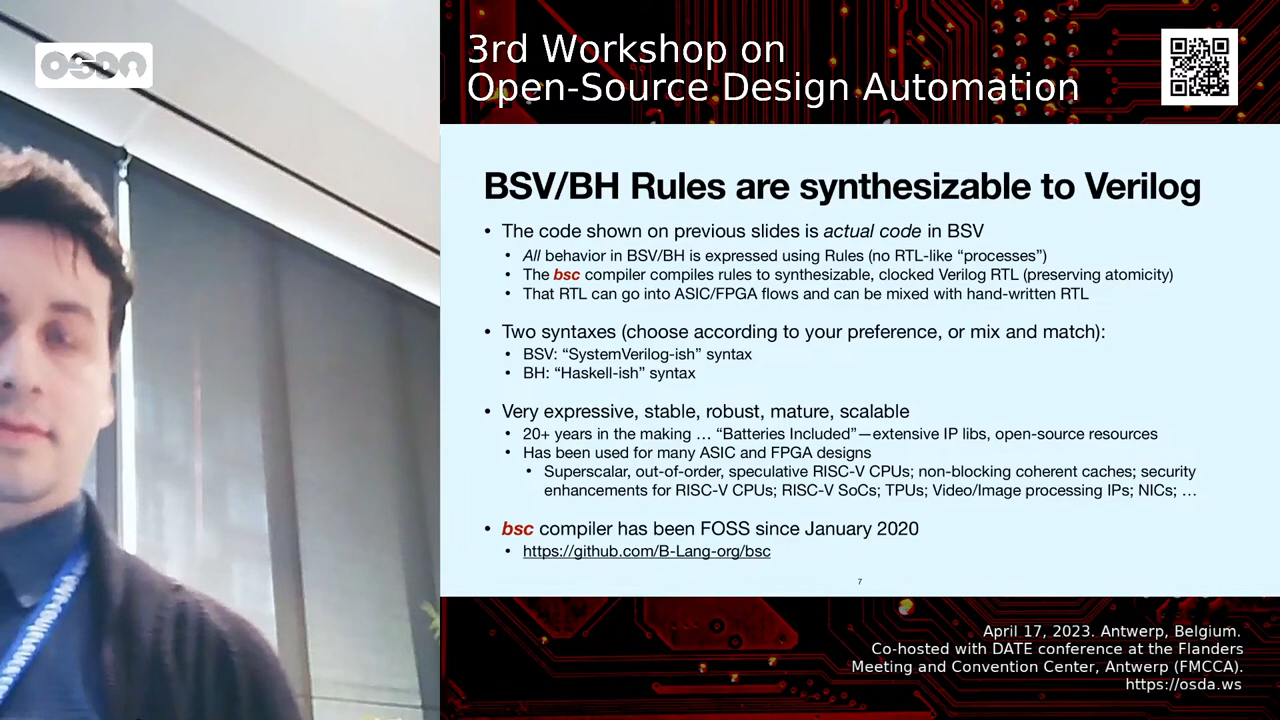 OSDA
3rd Workshop on
Open-Source Design Automation
BSV/BH Rules are synthesizable to Verilog
• The code shown on previous slides is actual code in BSV
• All behavior in BSV/BH is expressed using Rules (no RTL-like “processes”)
• The bsc compiler compiles rules to synthesizable, clocked Verilog RTL (preserving atomicity)
• That RTL can go into ASIC/FPGA flows and can be mixed with hand-written RTL
• Two syntaxes (choose according to your preference, or mix and match):
• BSV: “SystemVerilog-ish” syntax
• BH: “Haskell-ish” syntax
• Very expressive, stable, robust, mature, scalable
• 20+ years in the making … “Batteries Included”—extensive IP libs, open-source resources
• Has been used for many ASIC and FPGA designs
• Superscalar, out-of-order, speculative RISC-V CPUs; non-blocking coherent caches; security
enhancements for RISC-V CPUs; RISC-V SoCs; TPUs; Video/Image processing IPs; NICs; …
• bsc compiler has been FOSS since January 2020
• https://github.com/B-Lang-org/bsc
7
April 17, 2023. Antwerp, Belgium.
Co-hosted with DATE conference at the Flanders
Meeting and Convention Center, Antwerp (FMCCA).
https://osda.ws